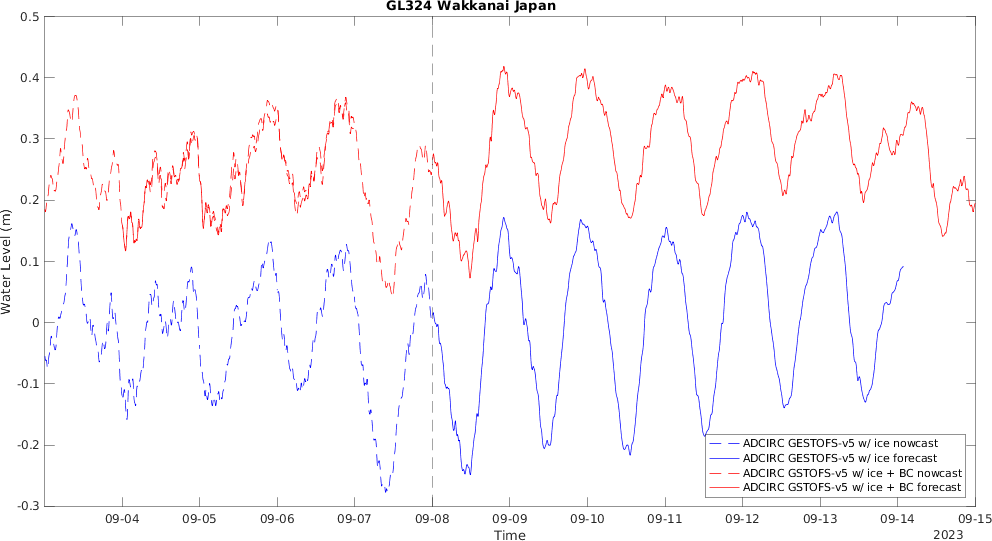 GL324 Wakkanai Japan
0.5
0.4
0.3
0.2
0.1
0
-0.1
-0.2
-0.3
Water Level (m)
ADCIRC GESTOFS-v5 w/ ice nowcast
ADCIRC GESTOFS-v5 w/ ice forecast
ADCIRC GSTOFS-v5 w/ ice + BC nowcast
ADCIRC GSTOFS-v5 w/ ice + BC forecast
09-04 09-05 09-06 09-07 09-08 09-09 09-10 09-11 09-12 09-13 09-14 09-15
Time
2023